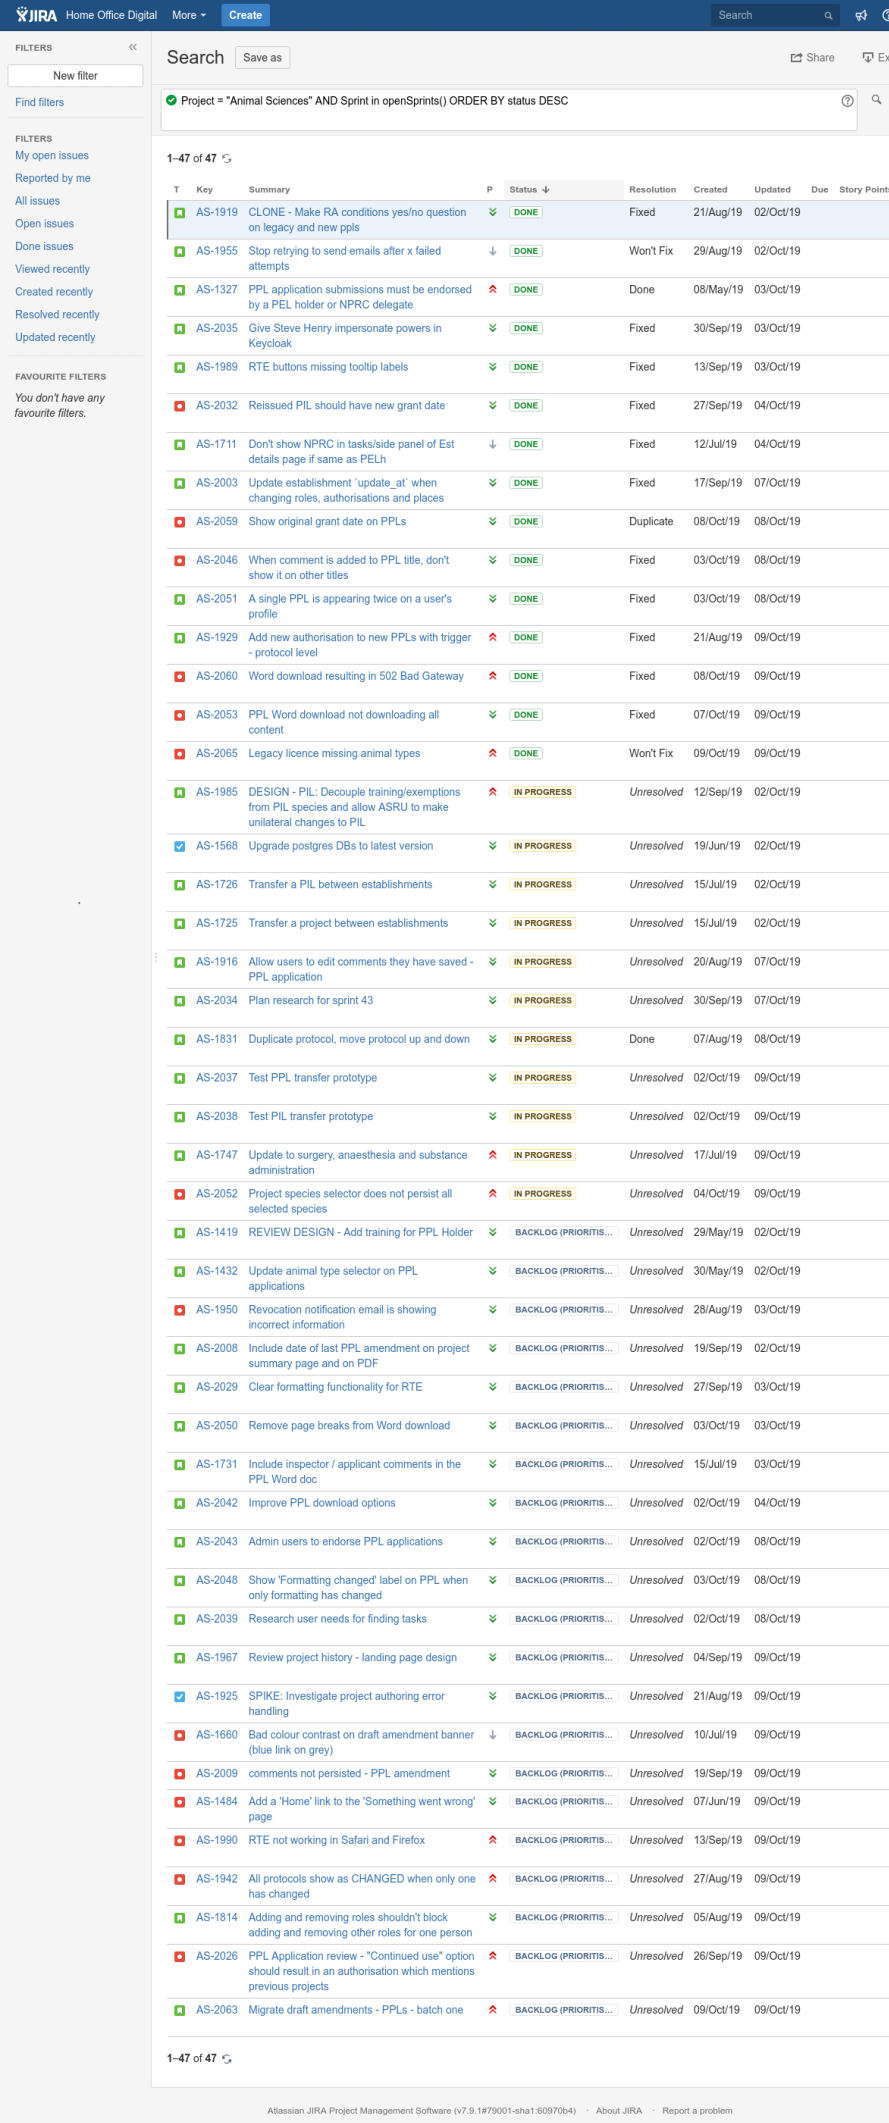 JIRA Home Office Digital More Create Search
FILTERS
New filter
Find filters
FILTERS
My open issues
Reported by me
All issues
Open issues
Done issues
Viewed recently
Created recently
Resolved recently
Updated recently
FAVOURITE FILTERS
You don't have any
favourite filters.
Search Save as Share Ex
Project = "Animal Sciences" AND Sprint in openSprints() ORDER BY status DESC
1–47 of 47
T Key Summary P Status Resolution Created Updated Due Story Points
AS-1919 CLONE - Make RA conditions yes/no question DONE Fixed 21/Aug/19 02/Oct/19
on legacy and new ppls
AS-1955 Stop retrying to send emails after x failed DONE Won't Fix 29/Aug/19 02/Oct/19
attempts
AS-1327 PPL application submissions must be endorsed DONE Done 08/May/19 03/Oct/19
by a PEL holder or NPRC delegate
AS-2035 Give Steve Henry impersonate powers in DONE Fixed 30/Sep/19 03/Oct/19
Keycloak
AS-1989 RTE buttons missing tooltip labels DONE Fixed 13/Sep/19 03/Oct/19
AS-2032 Reissued PIL should have new grant date DONE Fixed 27/Sep/19 04/Oct/19
AS-1711 Don't show NPRC in tasks/side panel of Est DONE Fixed 12/Jul/19 04/Oct/19
details page if same as PELh
AS-2003 Update establishment `update_at` when DONE Fixed 17/Sep/19 07/Oct/19
changing roles, authorisations and places
AS-2059 Show original grant date on PPLs DONE Duplicate 08/Oct/19 08/Oct/19
AS-2046 When comment is added to PPL title, don't DONE Fixed 03/Oct/19 08/Oct/19
show it on other titles
AS-2051 A single PPL is appearing twice on a user's DONE Fixed 03/Oct/19 08/Oct/19
profile
AS-1929 Add new authorisation to new PPLs with trigger DONE Fixed 21/Aug/19 09/Oct/19
- protocol level
AS-2060 Word download resulting in 502 Bad Gateway DONE Fixed 08/Oct/19 09/Oct/19
AS-2053 PPL Word download not downloading all DONE Fixed 07/Oct/19 09/Oct/19
content
AS-2065 Legacy licence missing animal types DONE Won't Fix 09/Oct/19 09/Oct/19
AS-1985 DESIGN - PIL: Decouple training/exemptions IN PROGRESS Unresolved 12/Sep/19 02/Oct/19
from PIL species and allow ASRU to make
unilateral changes to PIL
AS-1568 Upgrade postgres DBs to latest version IN PROGRESS Unresolved 19/Jun/19 02/Oct/19
AS-1726 Transfer a PIL between establishments IN PROGRESS Unresolved 15/Jul/19 02/Oct/19
AS-1725 Transfer a project between establishments IN PROGRESS Unresolved 15/Jul/19 02/Oct/19
AS-1916 Allow users to edit comments they have saved - IN PROGRESS Unresolved 20/Aug/19 07/Oct/19
PPL application
AS-2034 Plan research for sprint 43 IN PROGRESS Unresolved 30/Sep/19 07/Oct/19
AS-1831 Duplicate protocol, move protocol up and down IN PROGRESS Done 07/Aug/19 08/Oct/19
AS-2037 Test PPL transfer prototype IN PROGRESS Unresolved 02/Oct/19 09/Oct/19
AS-2038 Test PIL transfer prototype IN PROGRESS Unresolved 02/Oct/19 09/Oct/19
AS-1747 Update to surgery, anaesthesia and substance IN PROGRESS Unresolved 17/Jul/19 09/Oct/19
administration
AS-2052 Project species selector does not persist all IN PROGRESS Unresolved 04/Oct/19 09/Oct/19
selected species
AS-1419 REVIEW DESIGN - Add training for PPL Holder BACKLOG (PRIORITIS... Unresolved 29/May/19 02/Oct/19
AS-1432 Update animal type selector on PPL BACKLOG (PRIORITIS... Unresolved 30/May/19 02/Oct/19
applications
AS-1950 Revocation notification email is showing BACKLOG (PRIORITIS... Unresolved 28/Aug/19 03/Oct/19
incorrect information
AS-2008 Include date of last PPL amendment on project BACKLOG (PRIORITIS... Unresolved 19/Sep/19 02/Oct/19
summary page and on PDF
AS-2029 Clear formatting functionality for RTE BACKLOG (PRIORITIS... Unresolved 27/Sep/19 03/Oct/19
AS-2050 Remove page breaks from Word download BACKLOG (PRIORITIS... Unresolved 03/Oct/19 03/Oct/19
AS-1731 Include inspector / applicant comments in the BACKLOG (PRIORITIS... Unresolved 15/Jul/19 03/Oct/19
PPL Word doc
AS-2042 Improve PPL download options BACKLOG (PRIORITIS... Unresolved 02/Oct/19 04/Oct/19
AS-2043 Admin users to endorse PPL applications BACKLOG (PRIORITIS... Unresolved 02/Oct/19 08/Oct/19
AS-2048 Show 'Formatting changed' label on PPL when BACKLOG (PRIORITIS... Unresolved 03/Oct/19 08/Oct/19
only formatting has changed
AS-2039 Research user needs for finding tasks BACKLOG (PRIORITIS... Unresolved 02/Oct/19 08/Oct/19
AS-1967 Review project history - landing page design BACKLOG (PRIORITIS... Unresolved 04/Sep/19 09/Oct/19
AS-1925 SPIKE: Investigate project authoring error BACKLOG (PRIORITIS... Unresolved 21/Aug/19 09/Oct/19
handling
AS-1660 Bad colour contrast on draft amendment banner BACKLOG (PRIORITIS... Unresolved 10/Jul/19 09/Oct/19
(blue link on grey)
AS-2009 comments not persisted - PPL amendment BACKLOG (PRIORITIS... Unresolved 19/Sep/19 09/Oct/19
AS-1484 Add a 'Home' link to the 'Something went wrong' BACKLOG (PRIORITIS... Unresolved 07/Jun/19 09/Oct/19
page
AS-1990 RTE not working in Safari and Firefox BACKLOG (PRIORITIS... Unresolved 13/Sep/19 09/Oct/19
AS-1942 All protocols show as CHANGED when only one BACKLOG (PRIORITIS... Unresolved 27/Aug/19 09/Oct/19
has changed
AS-1814 Adding and removing roles shouldn't block BACKLOG (PRIORITIS... Unresolved 05/Aug/19 09/Oct/19
adding and removing other roles for one person
AS-2026 PPL Application review - "Continued use" option BACKLOG (PRIORITIS... Unresolved 26/Sep/19 09/Oct/19
should result in an authorisation which mentions
previous projects
AS-2063 Migrate draft amendments - PPLs - batch one BACKLOG (PRIORITIS... Unresolved 09/Oct/19 09/Oct/19
1–47 of 47
Atlassian JIRA Project Management Software (v7.9.1#79001-sha1:60970b4) · About JIRA · Report a problem